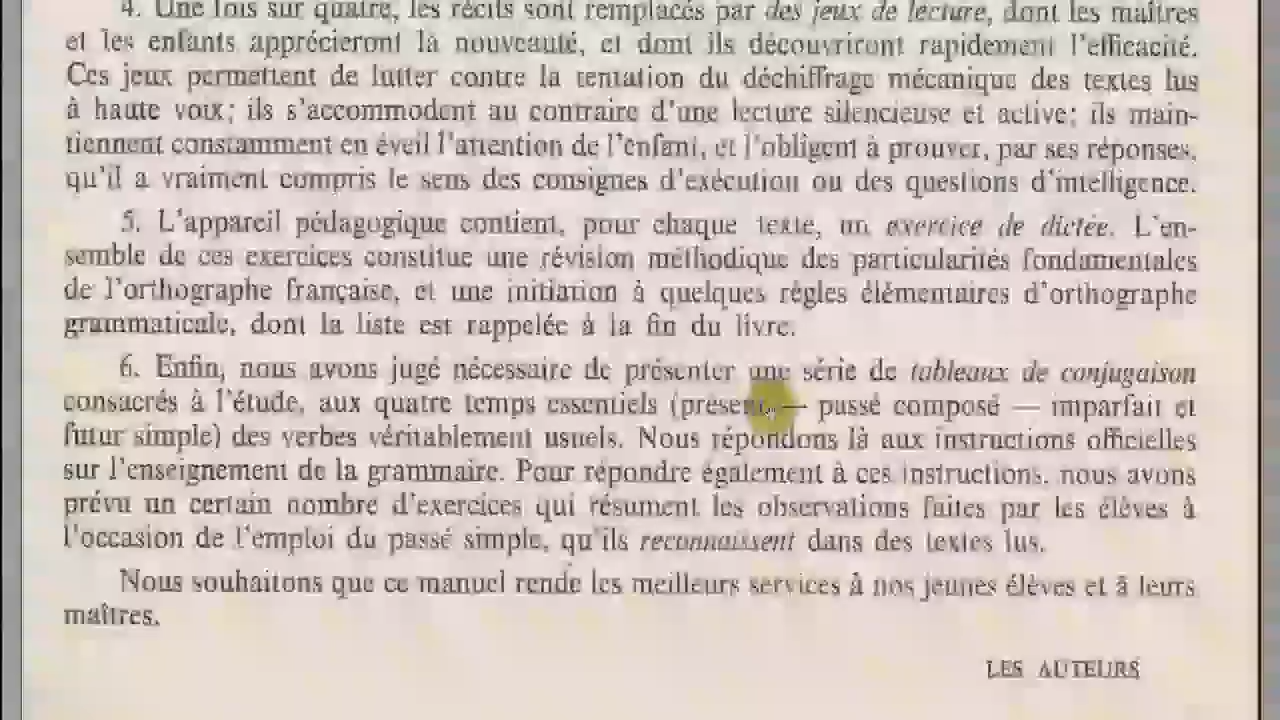 4. Une fois sur quatre, les récits sont remplacés par des jeux de lecture, dont les maîtres
et les enfants apprécieront la nouveauté, et dont ils découvriront rapidement l'efficacité.
Ces jeux permettent de lutter contre la tentation du déchiffrage mécanique des textes lus
à haute voix; ils s'accommodent au contraire d'une lecture silencieuse et active; ils main-
tiennent constamment en éveil l'attention de l'enfant, et l'obligent à prouver, par ses réponses,
qu'il a vraiment compris le sens des consignes d'exécution ou des questions d'intelligence.
5. L'appareil pédagogique contient, pour chaque texte, un exercice de dictée. L'en-
semble de ces exercices constitue une révision méthodique des particularités fondamentales
de l'orthographe française, et une initiation à quelques règles élémentaires d'orthographe
grammaticale, dont la liste est rappelée à la fin du livre.
6. Enfin, nous avons jugé nécessaire de présenter une série de tableaux de conjugaison
consacrés à l'étude, aux quatre temps essentiels (présent, — passé composé — imparfait et
futur simple) des verbes véritablement usuels. Nous répondons là aux instructions officielles
sur l'enseignement de la grammaire. Pour répondre également à ces instructions, nous avons
prévu un certain nombre d'exercices qui résument les observations faites par les élèves à
l'occasion de l'emploi du passé simple, qu'ils reconnaissent dans des textes lus.
Nous souhaitons que ce manuel rende les meilleurs services à nos jeunes élèves et à leurs
maîtres.
LES AUTEURS